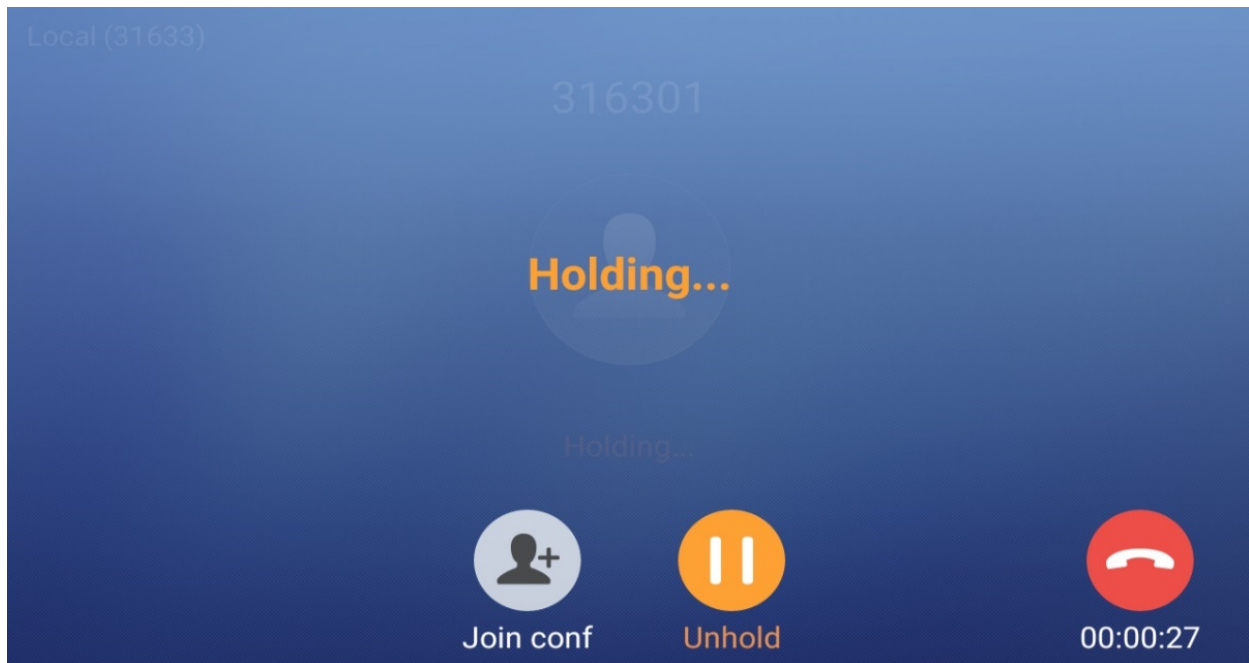 Local (31633)
316301
Holding...
Holding...
Join conf
Unhold
00:00:27